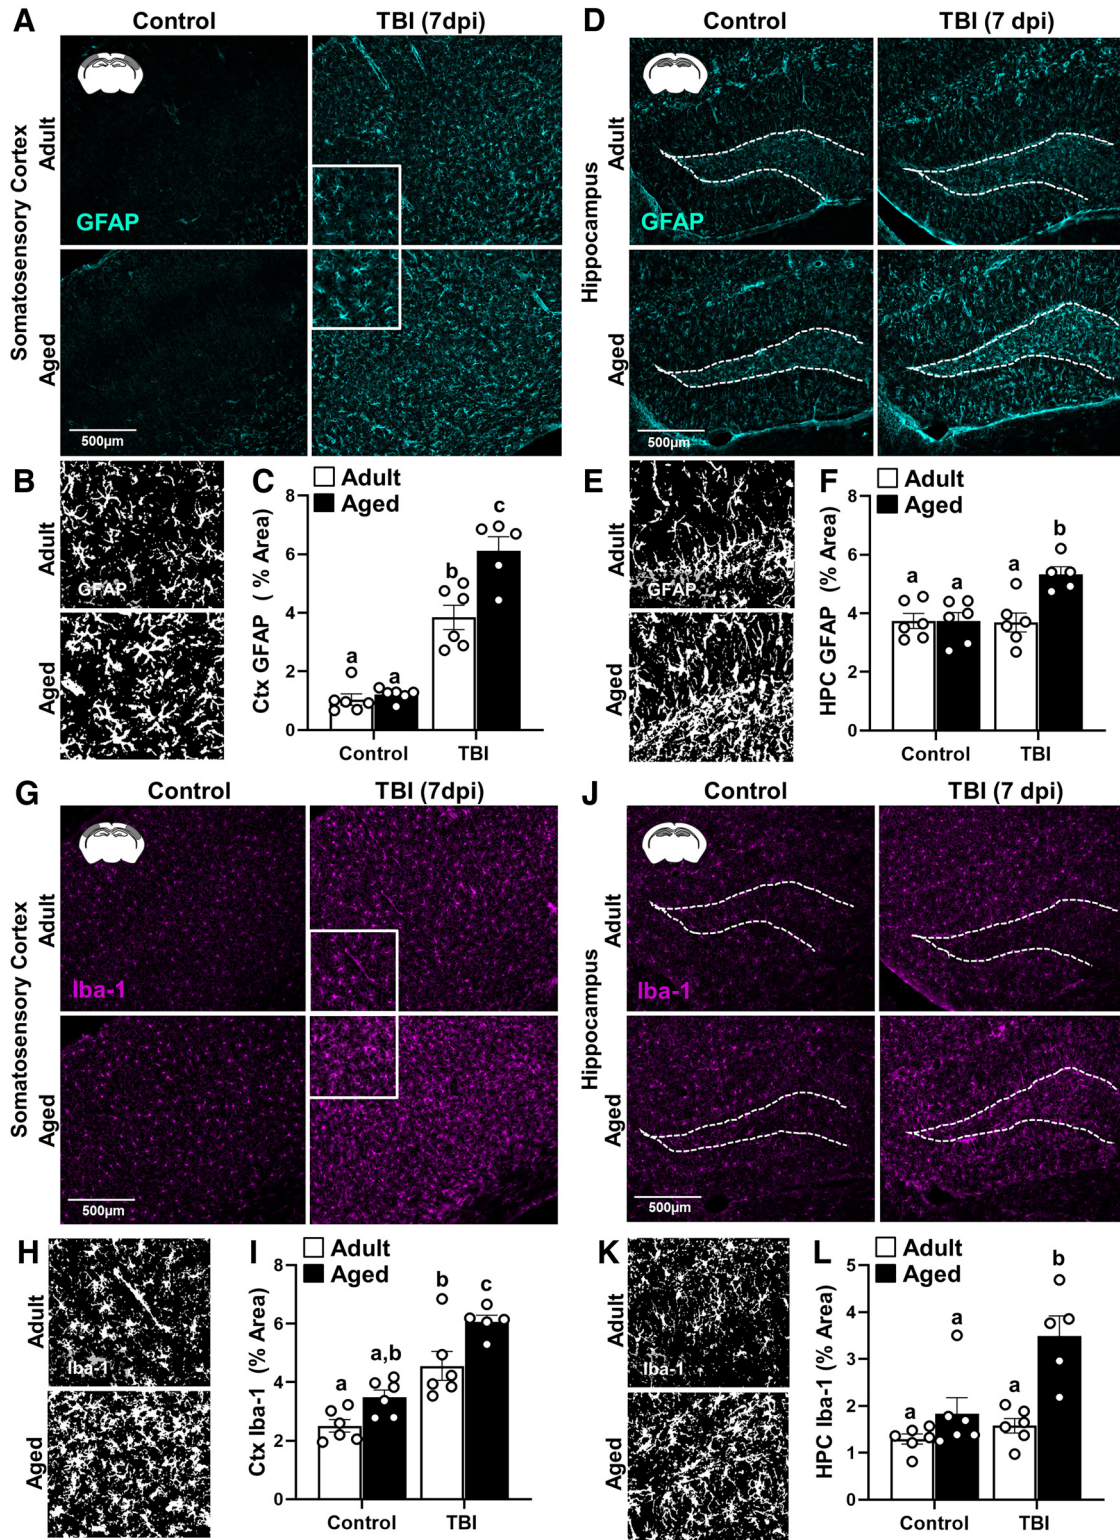 A
Control
TBI (7dpi)
Somatosensory Cortex
Adult
GFAP
Aged
500μm
D
Control
TBI (7 dpi)
Hippocampus
Adult
GFAP
Aged
500μm
B
Adult
GFAP
Aged
C
Adult
Aged
Ctx GFAP (% Area)
8
6
4
2
0
a
a
b
c
Control
TBI
E
Adult
GFAP
Aged
F
Adult
Aged
HPC GFAP (% Area)
8
6
4
2
0
a
a
a
b
Control
TBI
G
Control
TBI (7dpi)
Somatosensory Cortex
Adult
Iba-1
Aged
500μm
J
Control
TBI (7 dpi)
Hippocampus
Adult
Iba-1
Aged
500μm
H
Adult
Iba-1
Aged
I
Adult
Aged
Ctx Iba-1 (% Area)
8
6
4
2
0
a
a,b
b
c
Control
TBI
K
Adult
Iba-1
Aged
L
Adult
Aged
HPC Iba-1 (% Area)
5
4
3
2
1
0
a
a
a
b
Control
TBI